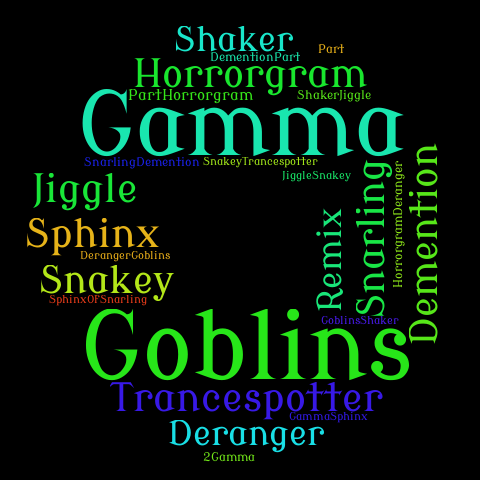 Shaker
Part
DementionPart
Horrorgram
PartHorrorgram
ShakerJiggle
Gamma
SnarlingDemention
SnakeyTrancespotter
JiggleSnakey
Jiggle
Snarling
HorrorgramDeranger
Demention
Remix
Sphinx
DerangerGoblins
Snakey
SphinxOFSnarling
GoblinsShaker
Goblins
Trancespotter
GammaSphinx
Deranger
2Gamma